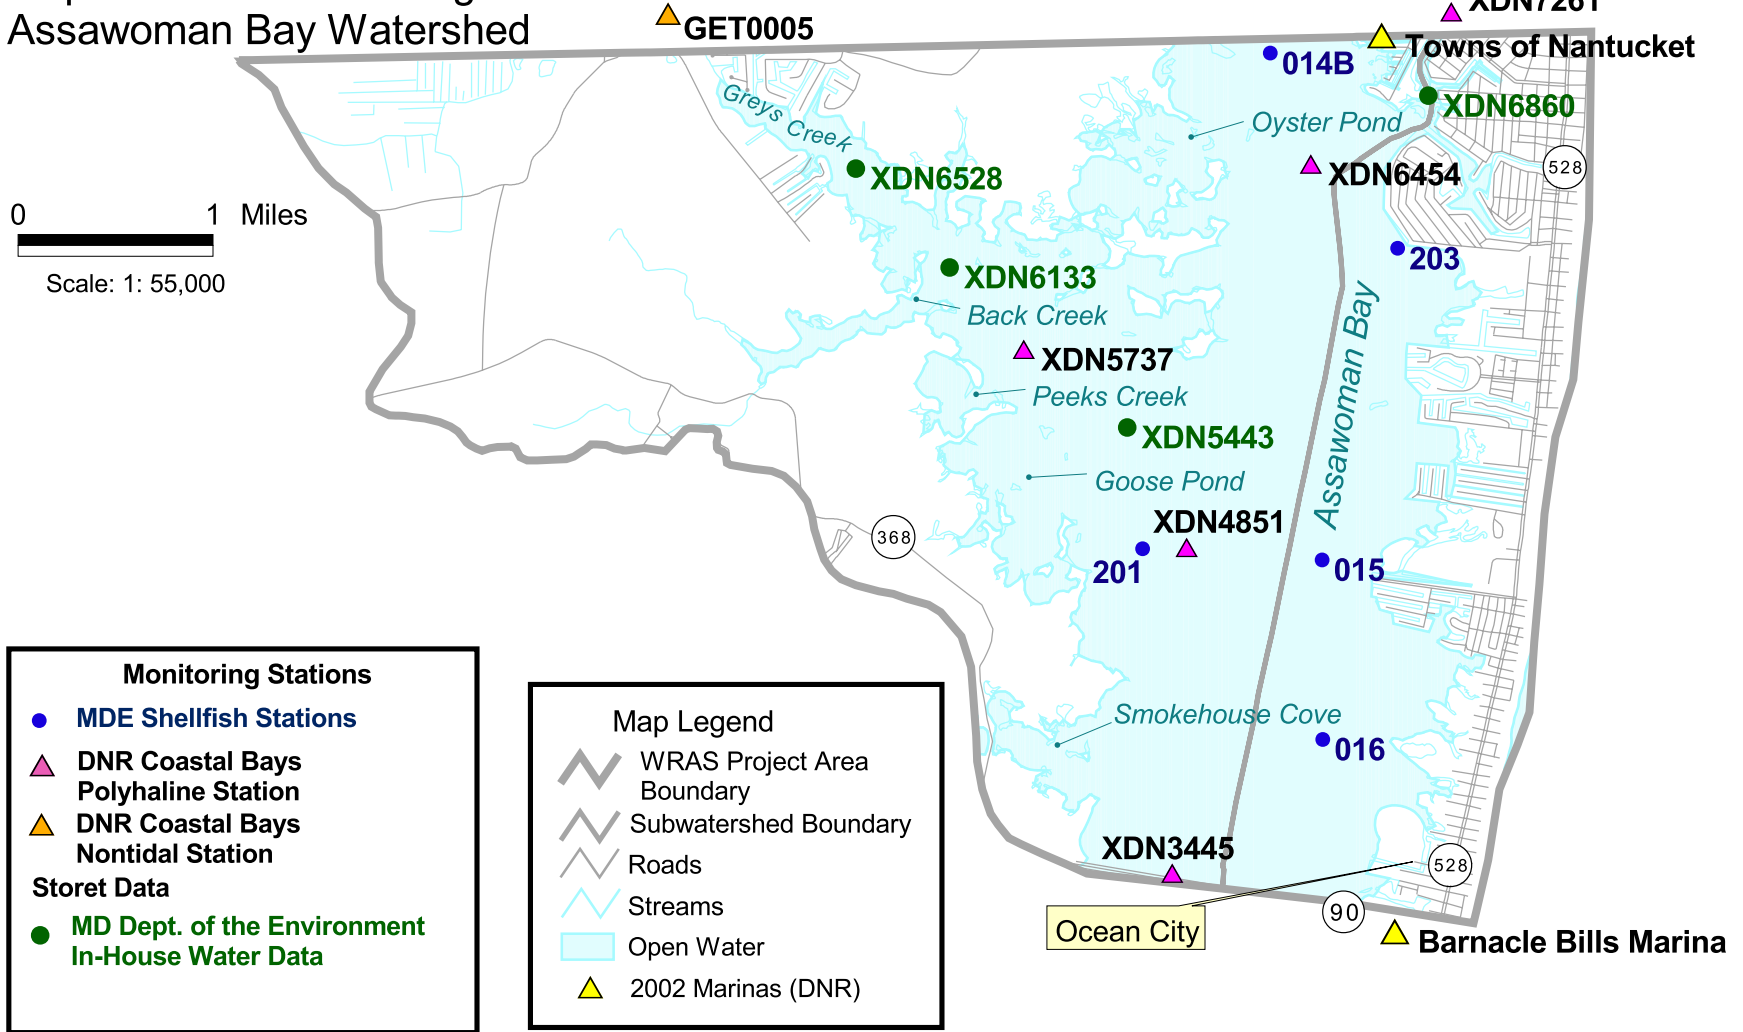 Assawoman Bay Watershed
GET0005
XDN7261
Towns of Nantucket
014B
XDN6860
Greys Creek
Oyster Pond
XDN6528
XDN6454
528
0 1 Miles
Scale: 1: 55,000
203
XDN6133
Back Creek
XDN5737
Peeks Creek
Assawoman Bay
XDN5443
Goose Pond
XDN4851
368
201
015
Smokehouse Cove
016
XDN3445
528
90
Ocean City
Barnacle Bills Marina
Monitoring Stations
MDE Shellfish Stations
DNR Coastal Bays
Polyhaline Station
DNR Coastal Bays
Nontidal Station
Storet Data
MD Dept. of the Environment
In-House Water Data
Map Legend
WRAS Project Area
Boundary
Subwatershed Boundary
Roads
Streams
Open Water
2002 Marinas (DNR)